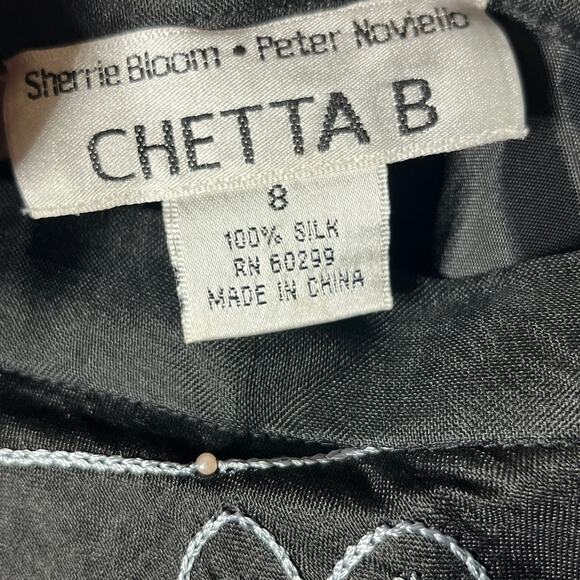 Sherrie Bloom • Peter Noviello
CHETTA B
8
100% SILK
RN 60299
MADE IN CHINA